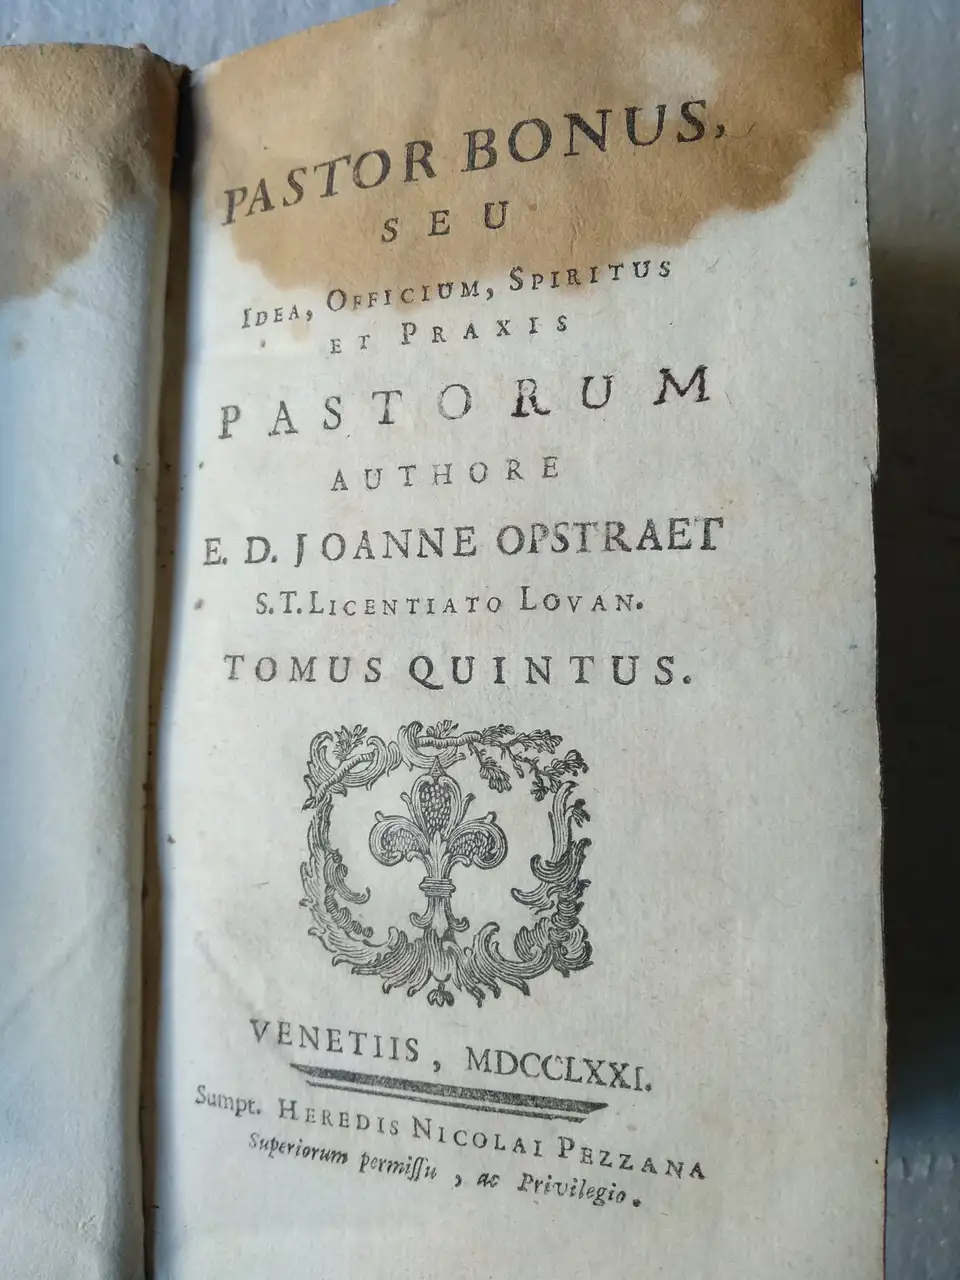 PASTOR BONUS,
SEU
IDEA, OFFICIUM, SPIRITUS
ET PRAXIS
PASTORUM
AUTHORE
E. D. JOANNE OPSTRAET
S. T. LICENTIATO LOVAN.
TOMUS QUINTUS.
VENETIIS, MDCCLXXI.
Sumpt. HEREDIS NICOLAI PEZZANA
Superiorum permiſſu, ac Privilegio.